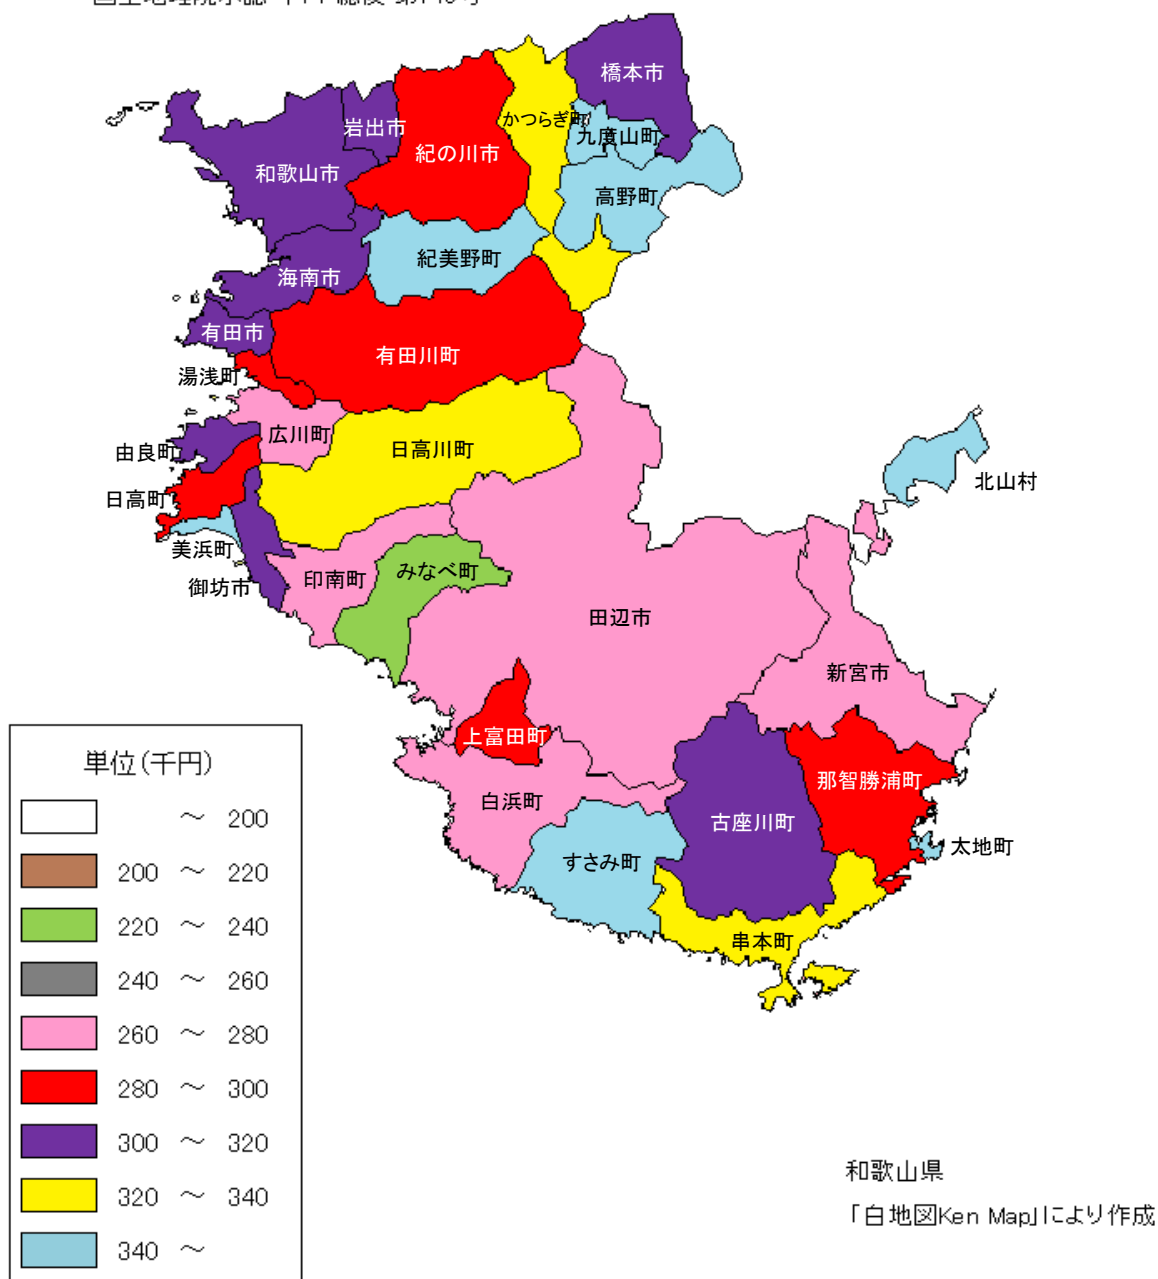 橋本市
岩出市
かつらぎ町
九度山町
紀の川市
和歌山市
高野町
紀美野町
海南市
有田市
有田川町
湯浅町
広川町
由良町
日高川町
日高町
北山村
美浜町
みなべ町
印南町
御坊市
田辺市
新宮市
上富田町
那智勝浦町
白浜町
古座川町
太地町
すさみ町
串本町
単位(千円)
～ 200
200 ～ 220
220 ～ 240
240 ～ 260
260 ～ 280
280 ～ 300
300 ～ 320
320 ～ 340
340 ～
和歌山県
「白地図Ken Map」により作成